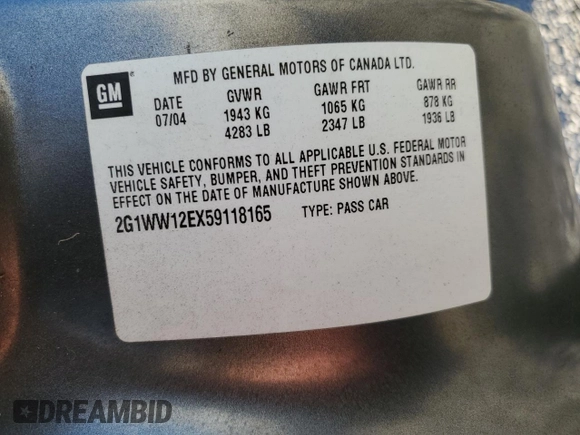 GM
MFD BY GENERAL MOTORS OF CANADA LTD.
DATE GVWR GAWR FRT GAWR RR
07/04 1943 KG 1065 KG 878 KG
4283 LB 2347 LB 1936 LB
THIS VEHICLE CONFORMS TO ALL APPLICABLE U.S. FEDERAL MOTOR
VEHICLE SAFETY, BUMPER, AND THEFT PREVENTION STANDARDS IN
EFFECT ON THE DATE OF MANUFACTURE SHOWN ABOVE.
2G1WW12EX59118165 TYPE: PASS CAR
DREAMBID